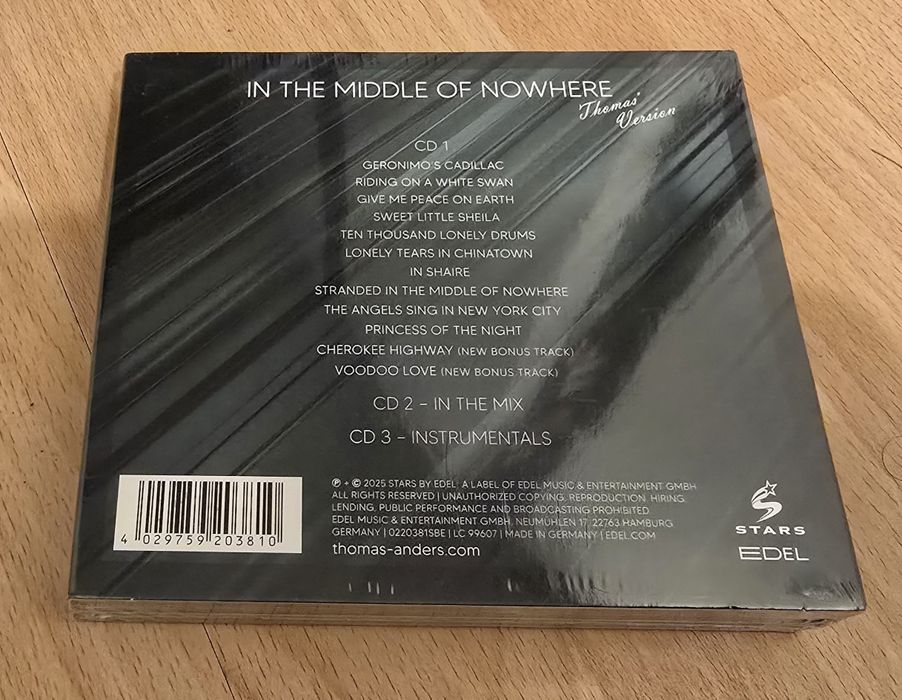 IN THE MIDDLE OF NOWHERE
Thomas' Version
CD 1
GERONIMO'S CADILLAC
RIDING ON A WHITE SWAN
GIVE ME PEACE ON EARTH
SWEET LITTLE SHEILA
TEN THOUSAND LONELY DRUMS
LONELY TEARS IN CHINATOWN
IN SHAIRE
STRANDED IN THE MIDDLE OF NOWHERE
THE ANGELS SING IN NEW YORK CITY
PRINCESS OF THE NIGHT
CHEROKEE HIGHWAY (NEW BONUS TRACK)
VOODOO LOVE (NEW BONUS TRACK)
CD 2 – IN THE MIX
CD 3 – INSTRUMENTALS
4 029759 203810
℗ + © 2025 STARS BY EDEL. A LABEL OF EDEL MUSIC & ENTERTAINMENT GMBH.
ALL RIGHTS RESERVED | UNAUTHORIZED COPYING, REPRODUCTION, HIRING,
LENDING, PUBLIC PERFORMANCE AND BROADCASTING PROHIBITED
EDEL MUSIC & ENTERTAINMENT GMBH, NEUMÜHLEN 17, 22763 HAMBURG
GERMANY | 0220381SBE | LC 99607 | MADE IN GERMANY | EDEL.COM
thomas-anders.com
STARS
EDEL